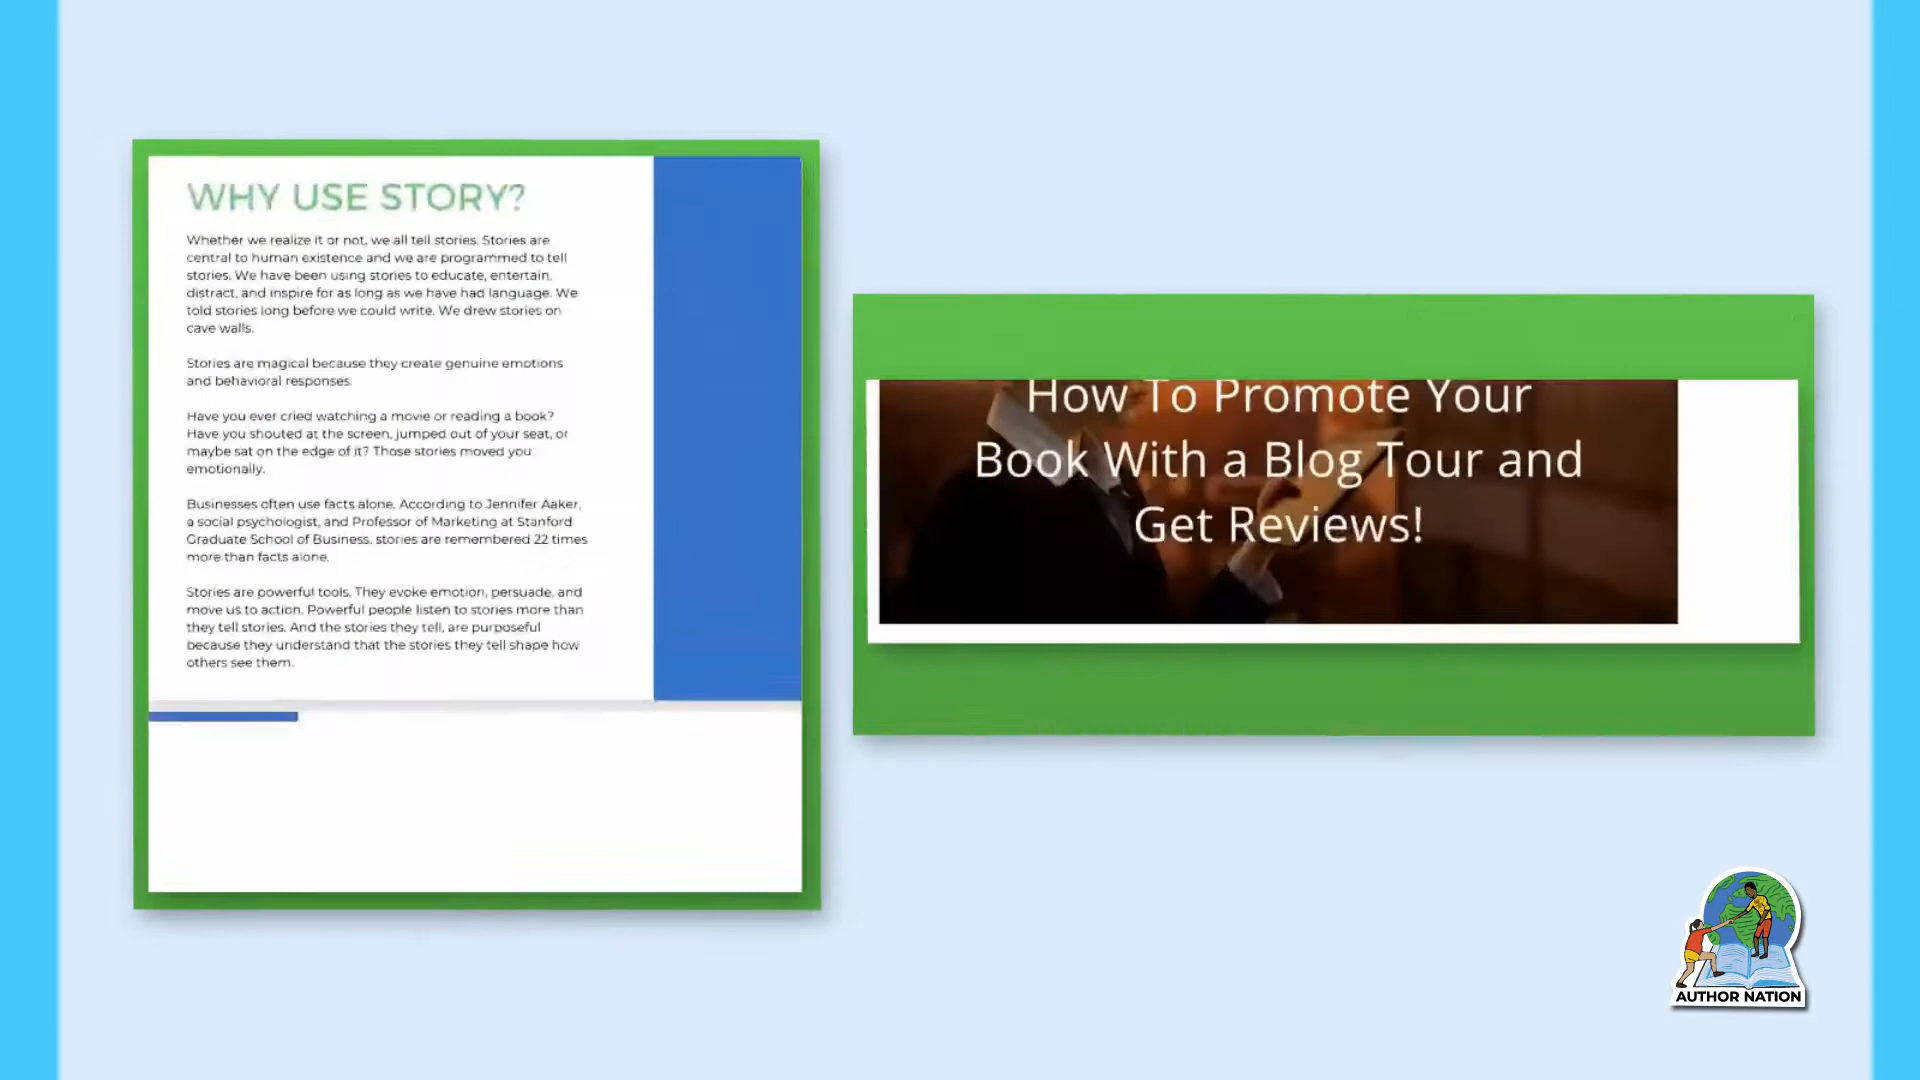 WHY USE STORY?
Whether we realize it or not, we all tell stories. Stories are
central to human existence and we are programmed to tell
stories. We have been using stories to educate, entertain,
distract, and inspire for as long as we have had language. We
told stories long before we could write. We drew stories on
cave walls.
Stories are magical because they create genuine emotions
and behavioral responses.
Have you ever cried watching a movie or reading a book?
Have you shouted at the screen, jumped out of your seat, or
maybe sat on the edge of it? Those stories moved you
emotionally.
Businesses often use facts alone. According to Jennifer Aaker,
a social psychologist, and Professor of Marketing at Stanford
Graduate School of Business, stories are remembered 22 times
more than facts alone.
Stories are powerful tools. They evoke emotion, persuade, and
move us to action. Powerful people listen to stories more than
they tell stories. And the stories they tell, are purposeful
because they understand that the stories they tell shape how
others see them.
How To Promote Your
Book With a Blog Tour and
Get Reviews!
AUTHOR NATION